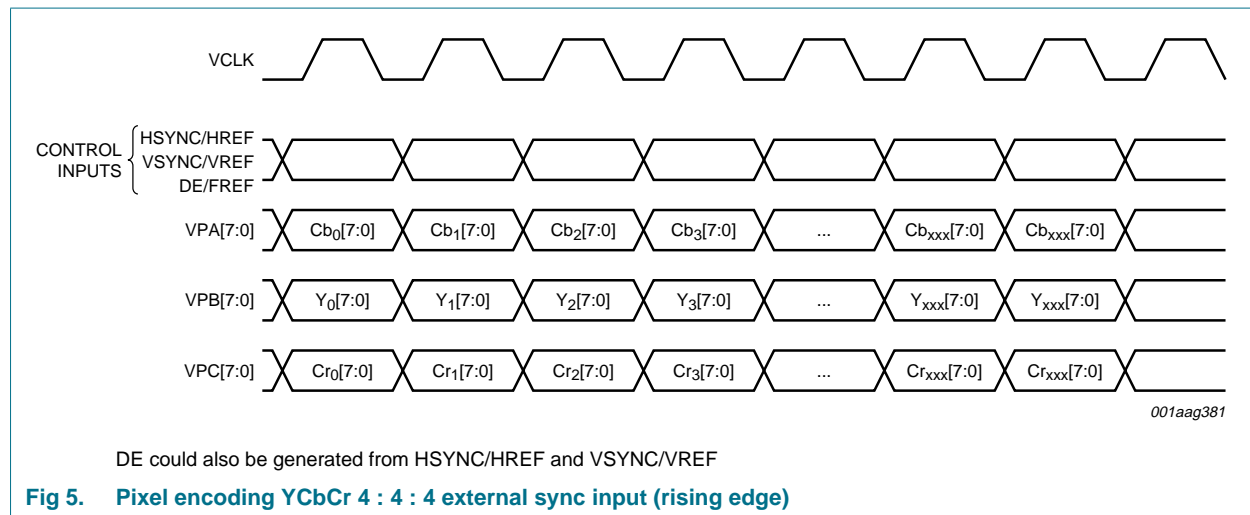 VCLK
CONTROL INPUTS
HSYNC/HREF
VSYNC/VREF
DE/FREF
VPA[7:0] Cb0[7:0] Cb1[7:0] Cb2[7:0] Cb3[7:0] ... Cbxxx[7:0] Cbxxx[7:0]
VPB[7:0] Y0[7:0] Y1[7:0] Y2[7:0] Y3[7:0] ... Yxxx[7:0] Yxxx[7:0]
VPC[7:0] Cr0[7:0] Cr1[7:0] Cr2[7:0] Cr3[7:0] ... Crxxx[7:0] Crxxx[7:0]
001aag381
DE could also be generated from HSYNC/HREF and VSYNC/VREF
Fig 5. Pixel encoding YCbCr 4 : 4 : 4 external sync input (rising edge)